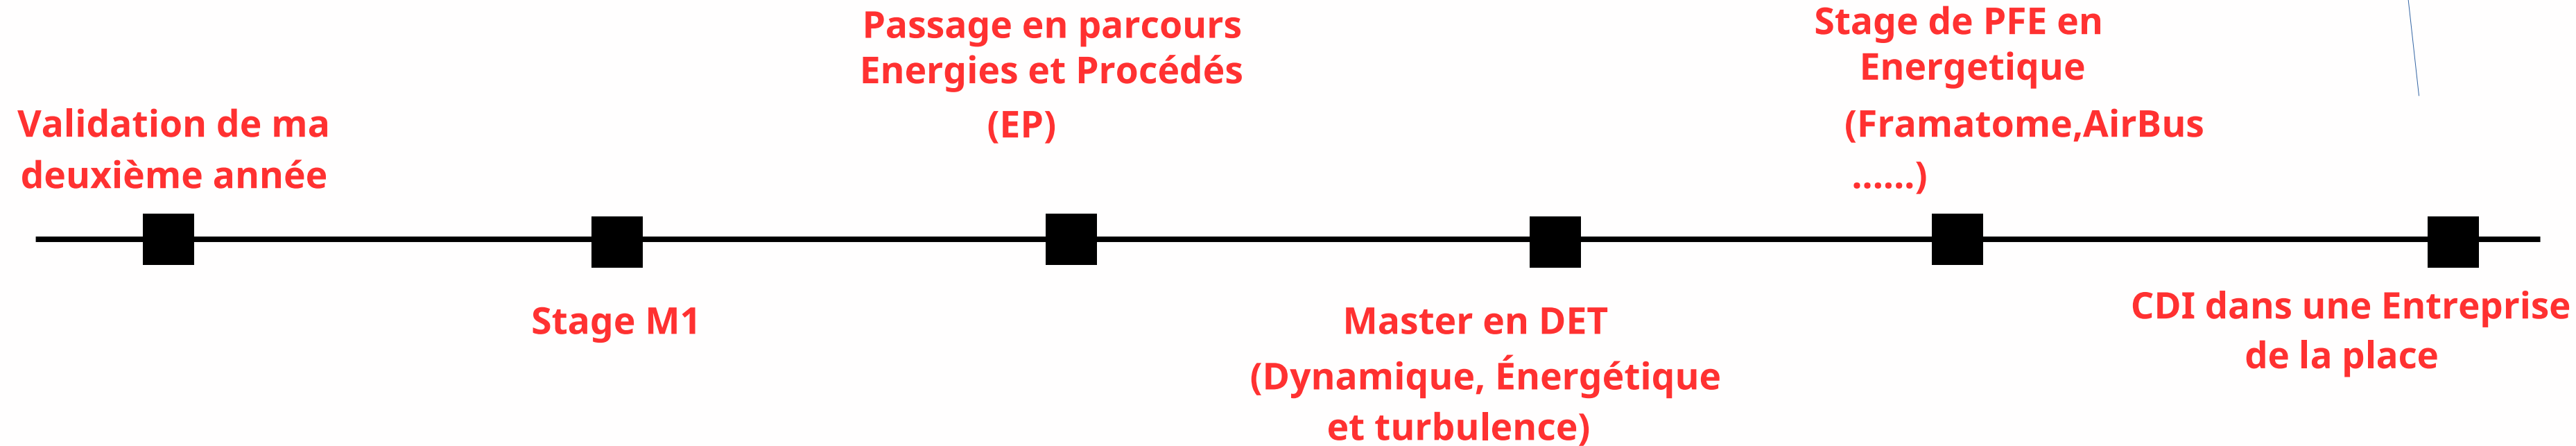 Validation de ma
deuxième année
Stage M1
Passage en parcours
Energies et Procédés
(EP)
Master en DET
(Dynamique, Énergétique
et turbulence)
Stage de PFE en
Energetique
(Framatome,AirBus
......)
CDI dans une Entreprise
de la place